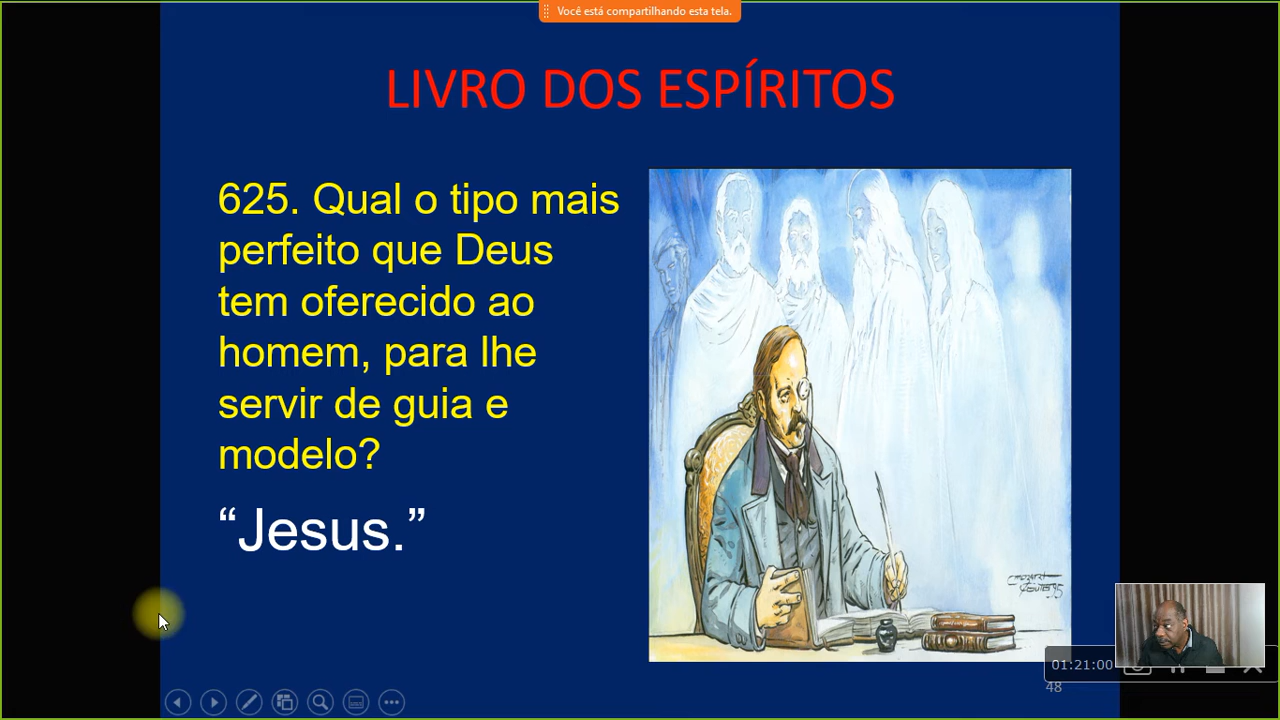 Você está compartilhando esta tela.
LIVRO DOS ESPÍRITOS
625. Qual o tipo mais
perfeito que Deus
tem oferecido ao
homem, para lhe
servir de guia e
modelo?
“Jesus.”
01:21:00
48